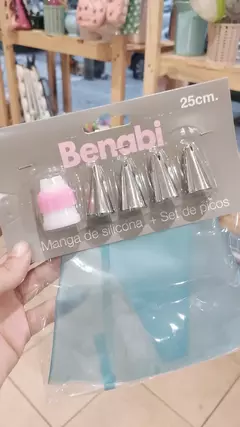 25cm.
Benabi
Manga de silicona + Set de picos